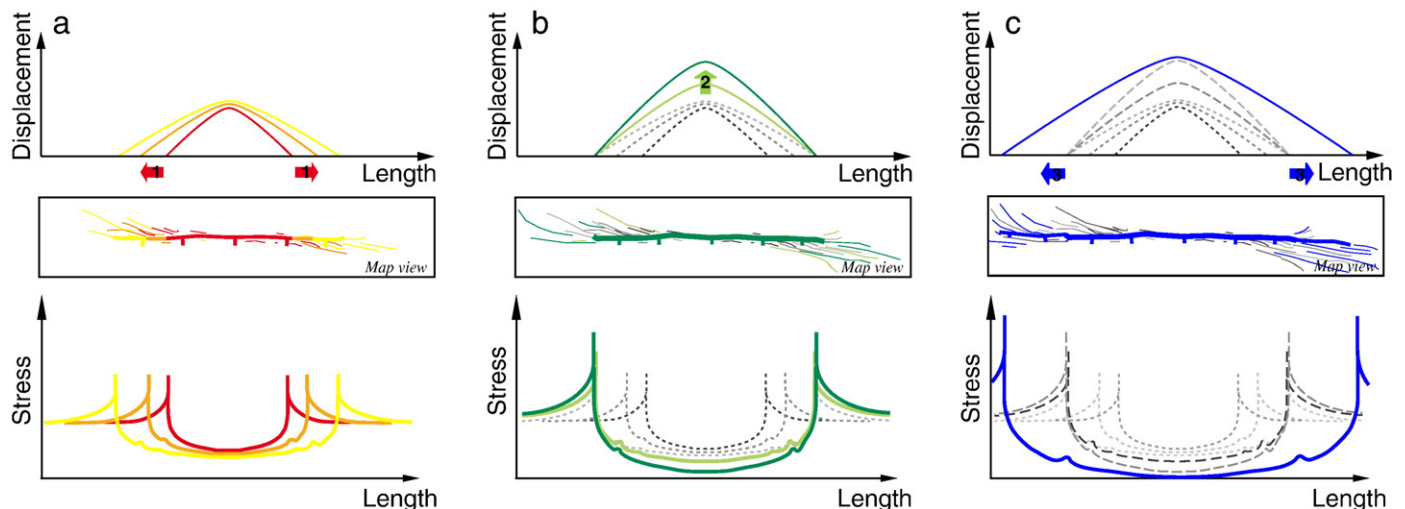 a
Displacement
1
1
Length
Map view
Stress
Length
b
Displacement
2
Length
Map view
Stress
Length
c
Displacement
3
3
Length
Map view
Stress
Length